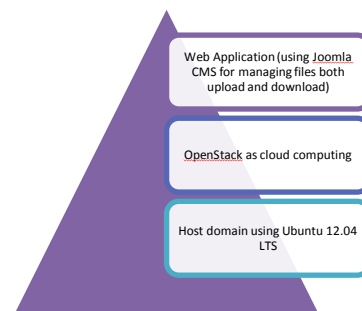 Web Application (using Joomla
CMS for managing files both
upload and download)
OpenStack as cloud computing
Host domain using Ubuntu 12.04
LTS